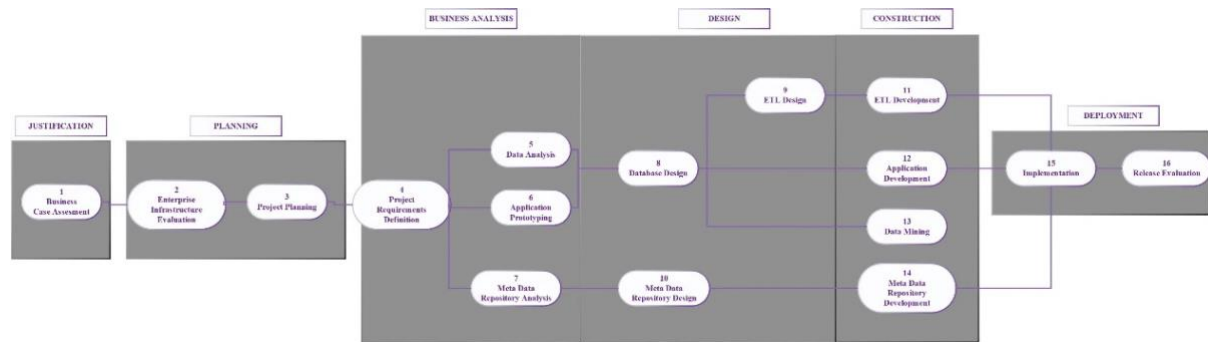 BUSINESS ANALYSIS
DESIGN
CONSTRUCTION
JUSTIFICATION
PLANNING
DEPLOYMENT
1
Business
Case Assesment
2
Enterprise
Infrastructure
Evaluation
3
Project Planning
4
Project
Requirements
Definition
5
Data Analysis
6
Application
Prototyping
7
Meta Data
Repository Analysis
8
Database Design
9
ETL Design
10
Meta Data
Repository Design
11
ETL Development
12
Application
Development
13
Data Mining
14
Meta Data
Repository
Development
15
Implementation
16
Release Evaluation